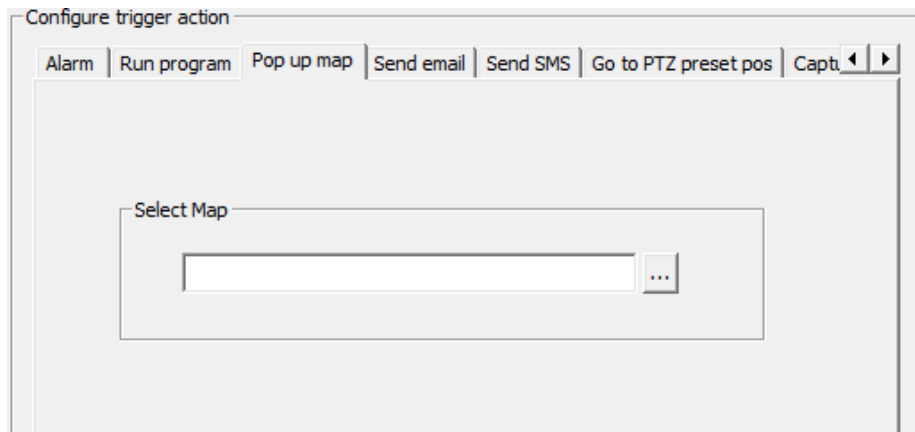 Configure trigger action
Alarm Run program Pop up map Send email Send SMS Go to PTZ preset pos
Select Map
...